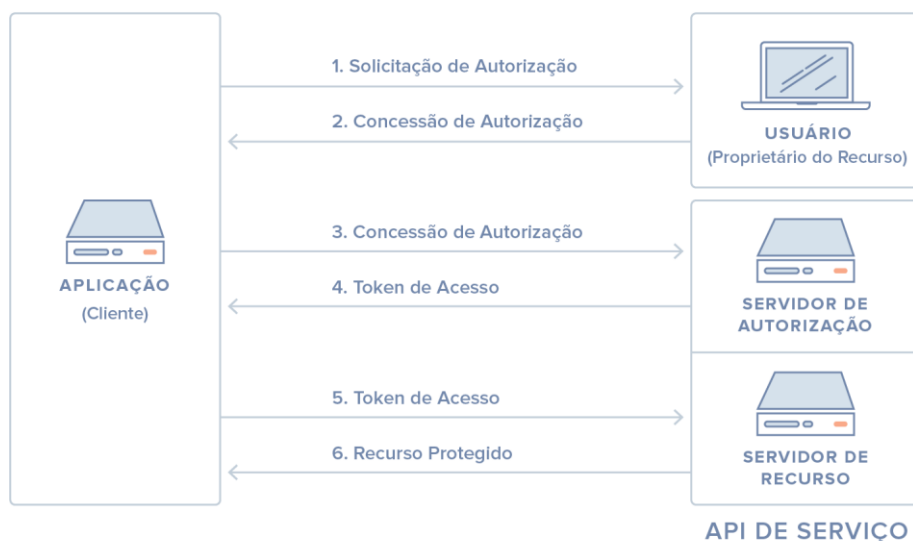 1. Solicitação de Autorização
2. Concessão de Autorização
USUÁRIO
(Proprietário do Recurso)
APLICAÇÃO
(Cliente)
3. Concessão de Autorização
4. Token de Acesso
SERVIDOR DE
AUTORIZAÇÃO
5. Token de Acesso
6. Recurso Protegido
SERVIDOR DE
RECURSO
API DE SERVIÇO